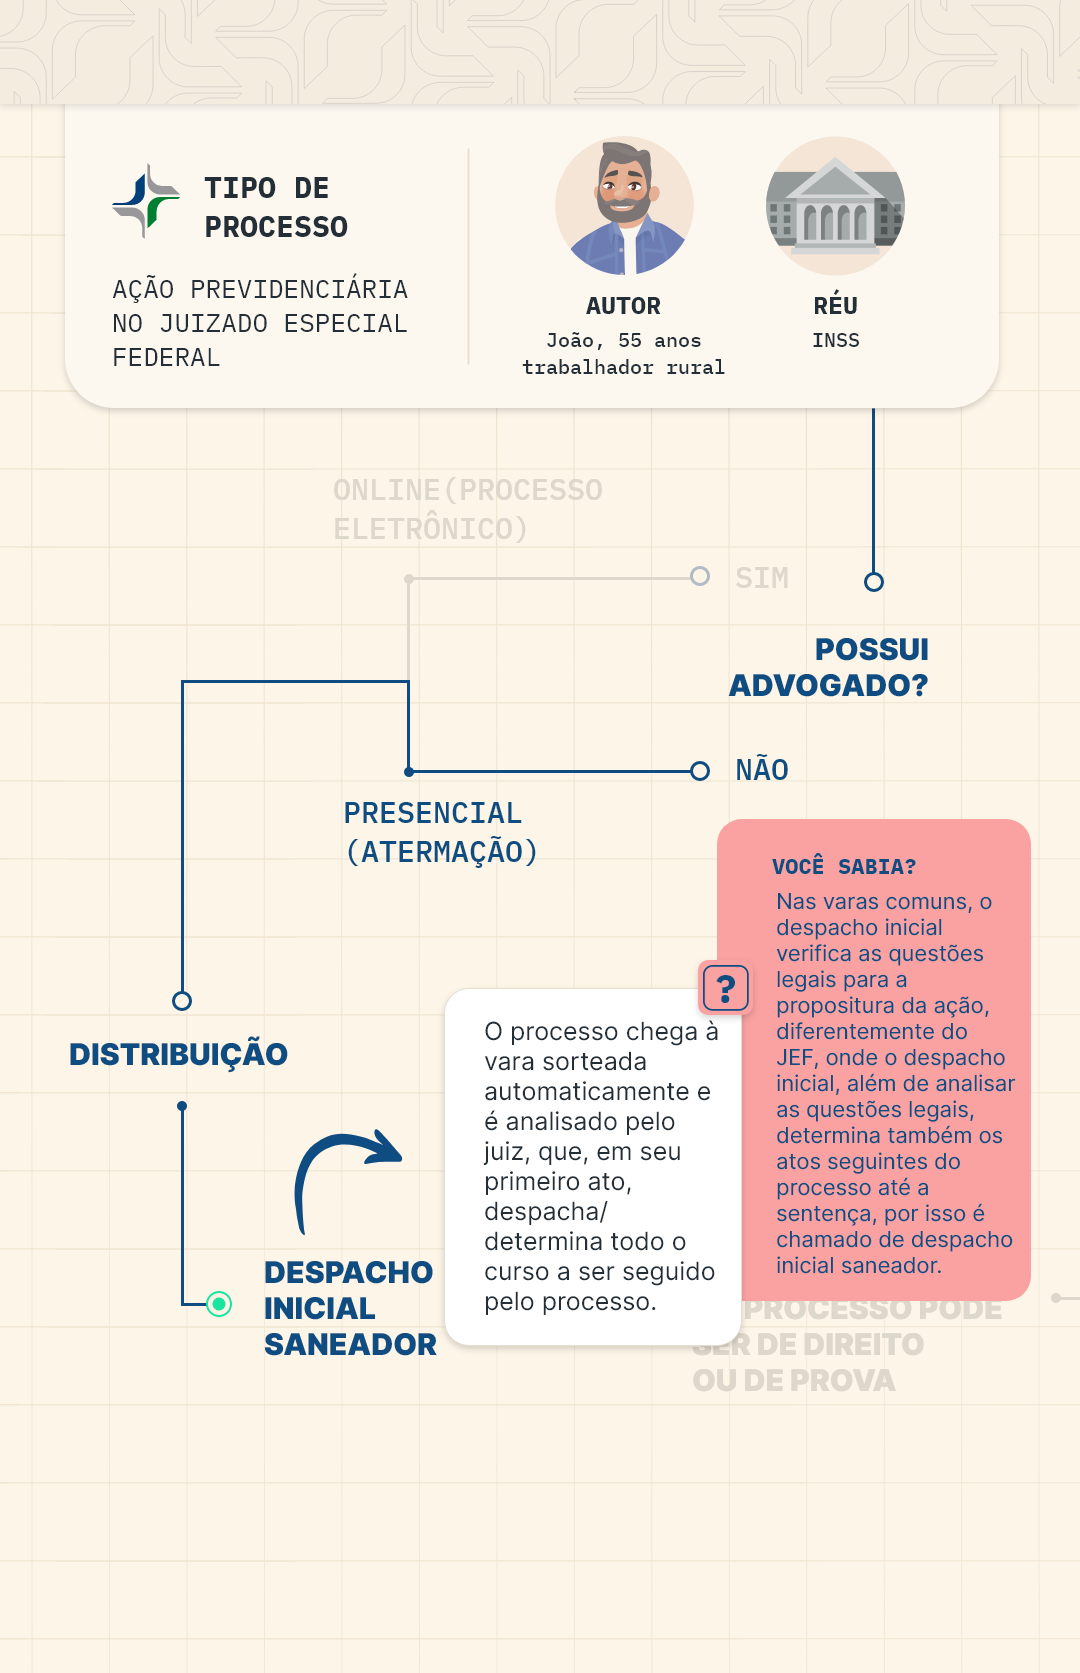 TIPO DE
PROCESSO
AÇÃO PREVIDENCIÁRIA
NO JUIZADO ESPECIAL
FEDERAL
AUTOR
João, 55 anos
trabalhador rural
RÉU
INSS
ONLINE(PROCESSO
ELETRÔNICO)
SIM
POSSUI
ADVOGADO?
NÃO
PRESENCIAL
(ATERMAÇÃO)
VOCÊ SABIA?
Nas varas comuns, o
despacho inicial
verifica as questões
legais para a
propositura da ação,
diferentemente do
JEF, onde o despacho
inicial, além de analisar
as questões legais,
determina também os
atos seguintes do
processo até a
sentença, por isso é
chamado de despacho
inicial saneador.
?
DISTRIBUIÇÃO
O processo chega à
vara sorteada
automaticamente e
é analisado pelo
juiz, que, em seu
primeiro ato,
despacha/
determina todo o
curso a ser seguido
pelo processo.
DESPACHO
INICIAL
SANEADOR
PROCESSO PODE
SER DE DIREITO
OU DE PROVA